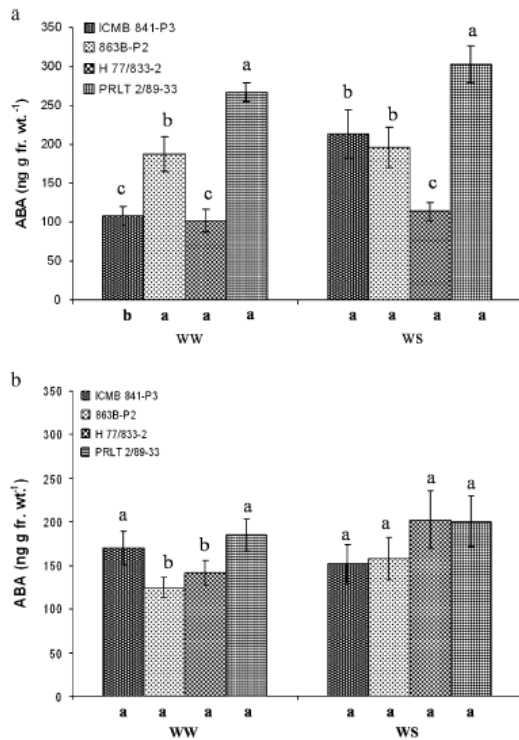 a
ICMB 841-P3
863B-P2
H 77/833-2
PRLT 2/89-33
ABA (ng g fr. wt.-1)
350
300
250
200
150
100
50
0
c b c a
b b c a
b a a a
a a a a
WW WS
b
ICMB 841-P3
863B-P2
H 77/833-2
PRLT 2/89-33
ABA (ng g fr. wt.-1)
350
300
250
200
150
100
50
0
a b b a
a a a a
a a a a
a a a a
WW WS